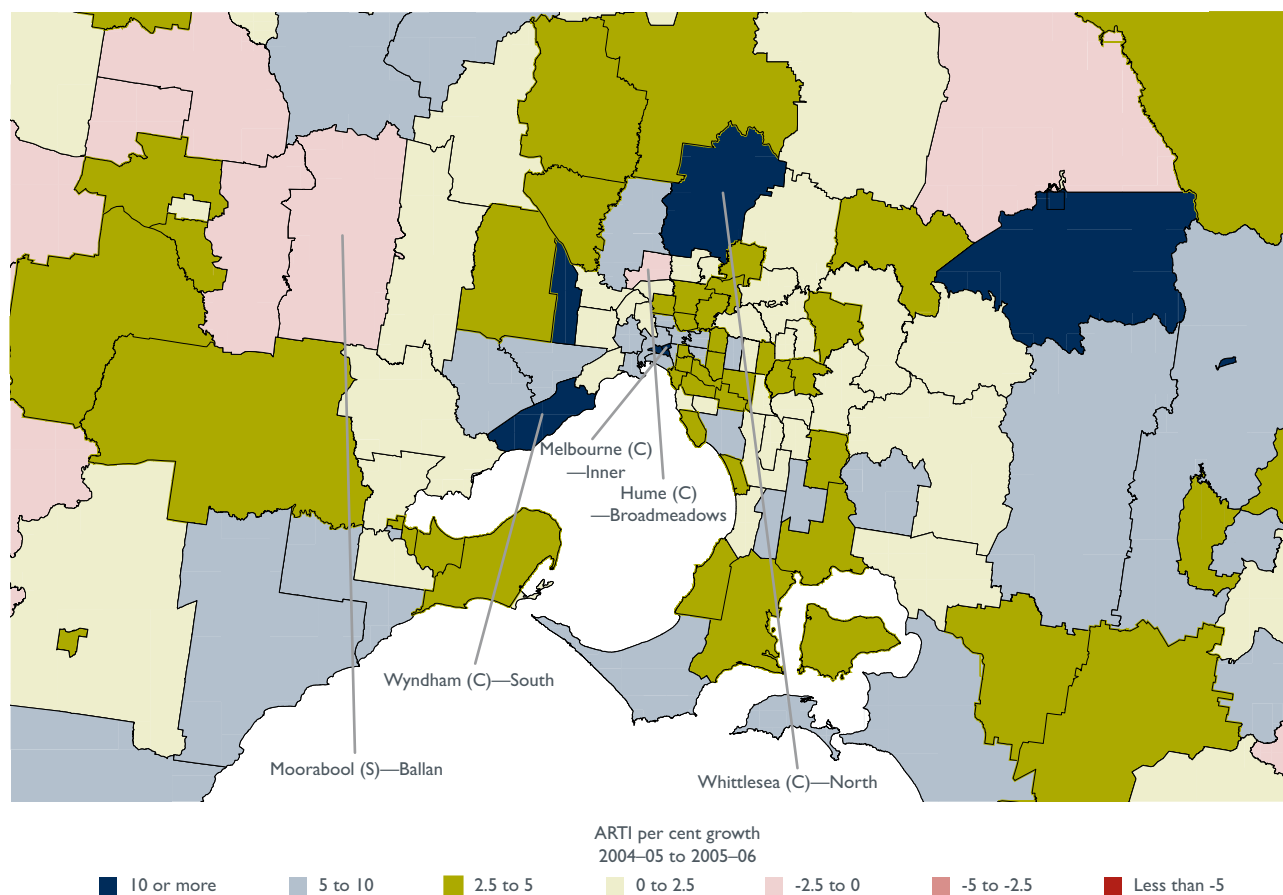 Melbourne (C)
—Inner
Hume (C)
—Broadmeadows
Wyndham (C)—South
Moorabool (S)—Ballan
Whittlesea (C)—North
ARTI per cent growth
2004–05 to 2005–06
10 or more
5 to 10
2.5 to 5
0 to 2.5
-2.5 to 0
-5 to -2.5
Less than -5